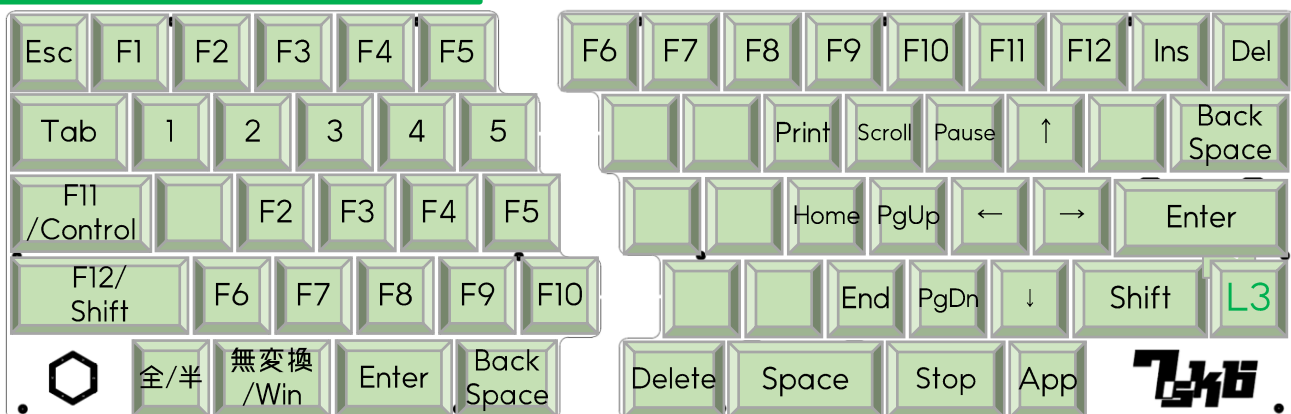 Esc F1 F2 F3 F4 F5 F6 F7 F8 F9 F10 F11 F12 Ins Del
Tab 1 2 3 4 5 Print Scroll Pause ↑ Back
Space
F11
/Control F2 F3 F4 F5 Home PgUp ← → Enter
F12/
Shift F6 F7 F8 F9 F10 End PgDn ↓ Shift L3
全/半 無変換
/Win Enter Back
Space Delete Space Stop App 7sKB